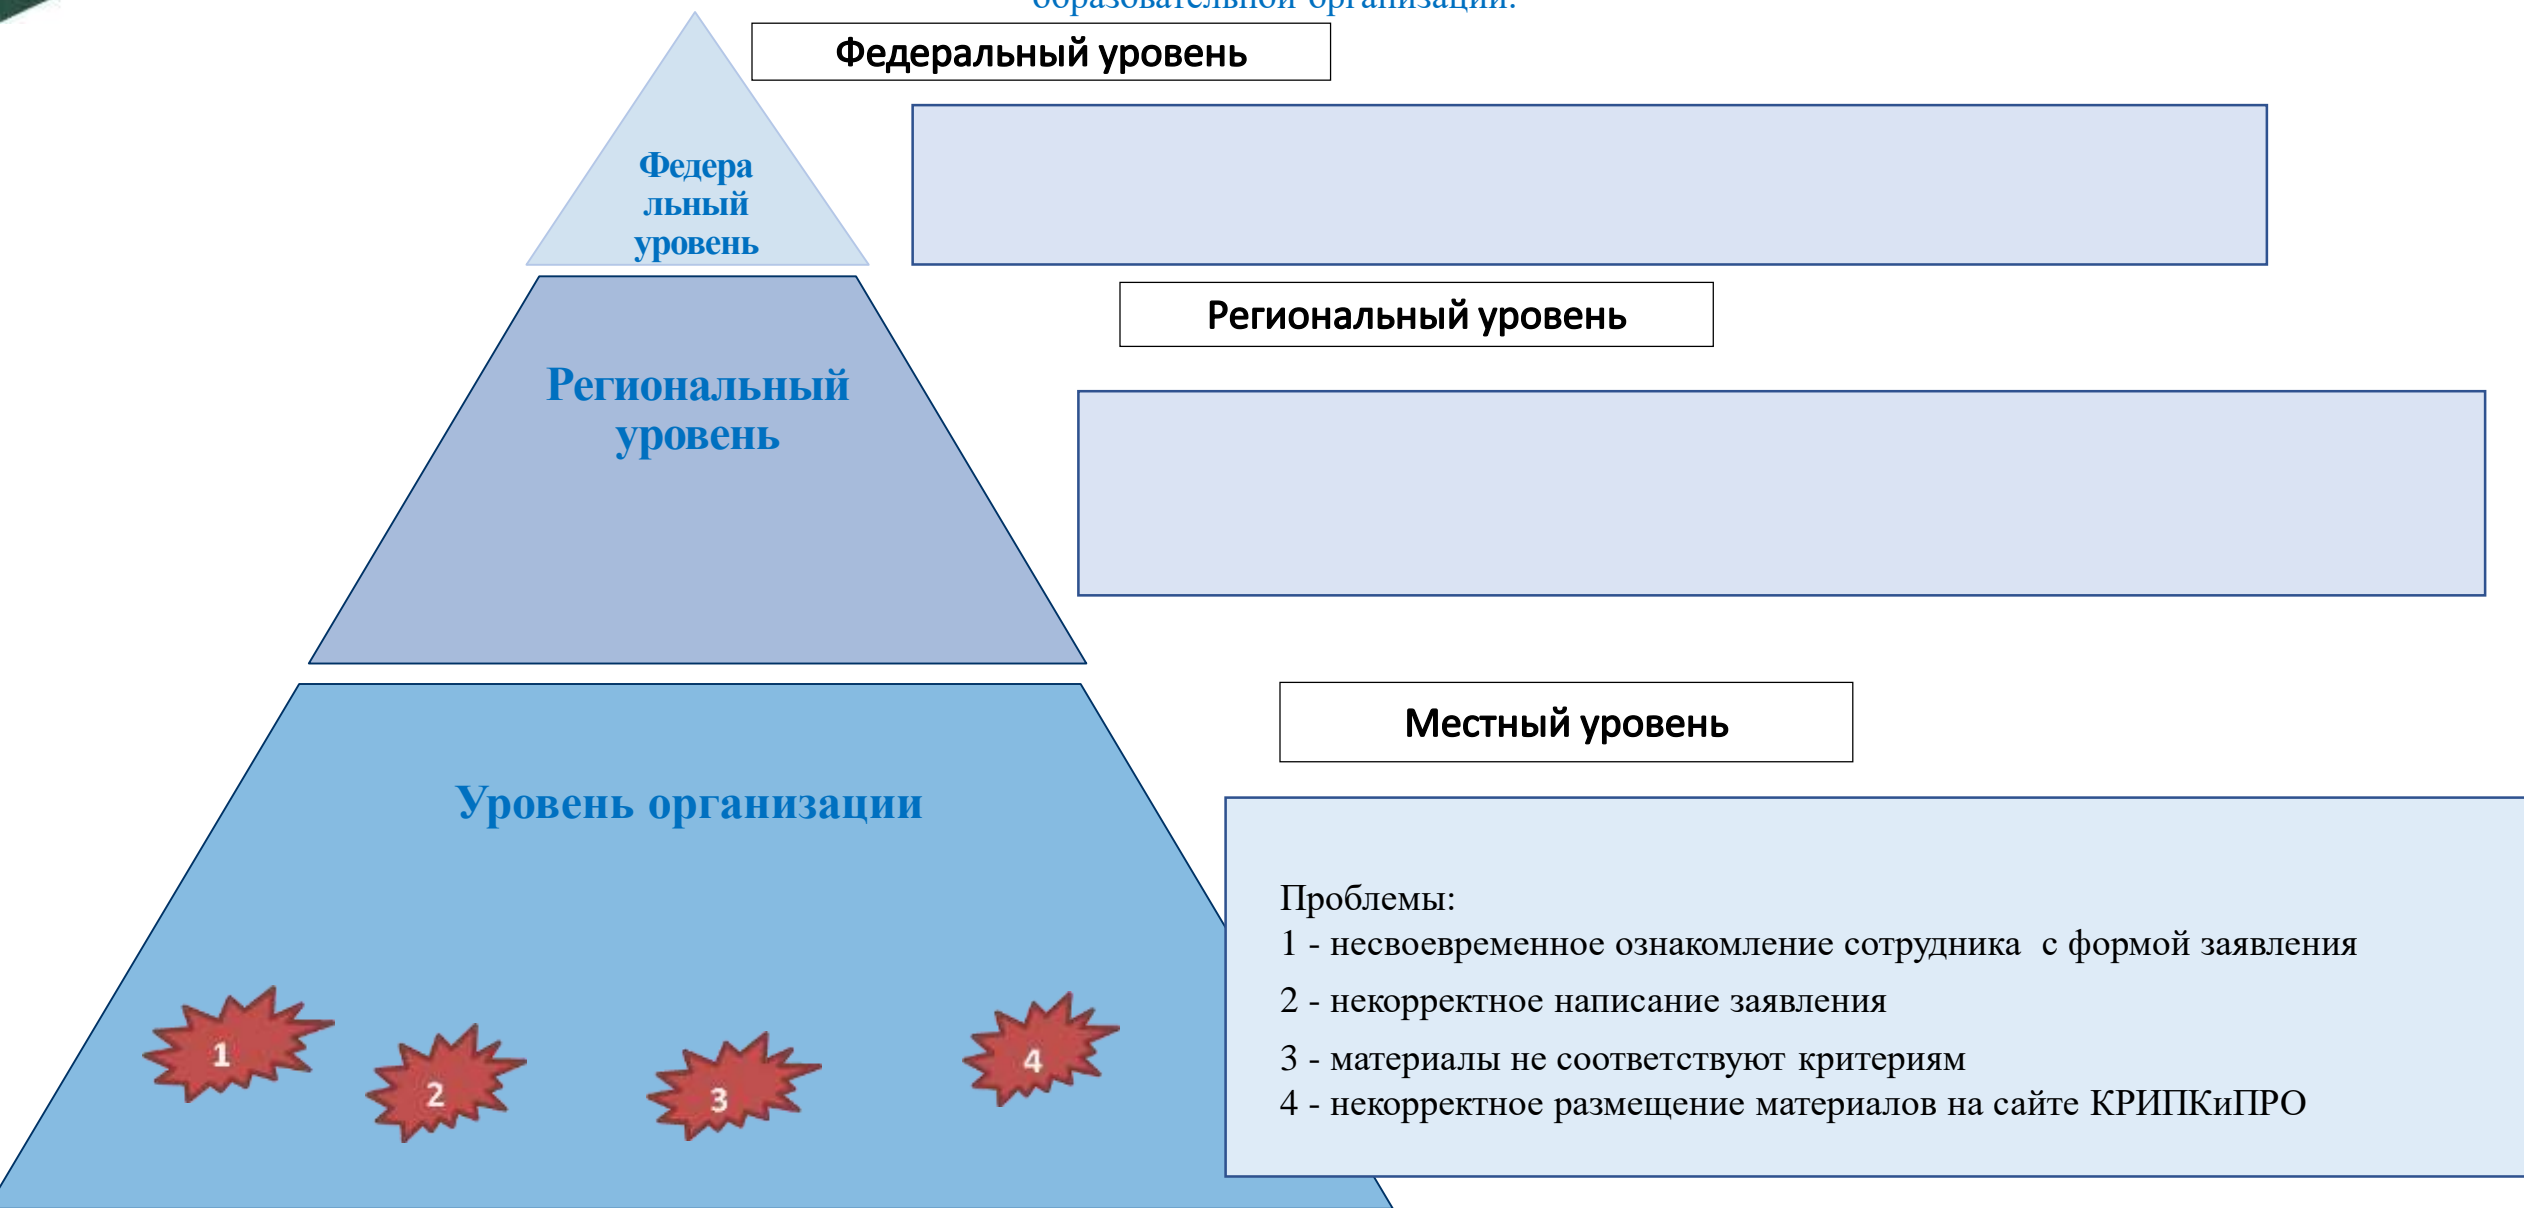 образовательной организации.
Федеральный уровень
Федера
льный
уровень
Региональный уровень
Региональный
уровень
Местный уровень
Уровень организации
Проблемы:
1 - несвоевременное ознакомление сотрудника  с формой заявления
2 - некорректное написание заявления
3 - материалы не соответствуют критериям
4 - некорректное размещение материалов на сайте КРИПКиПРО
1
2
3
4